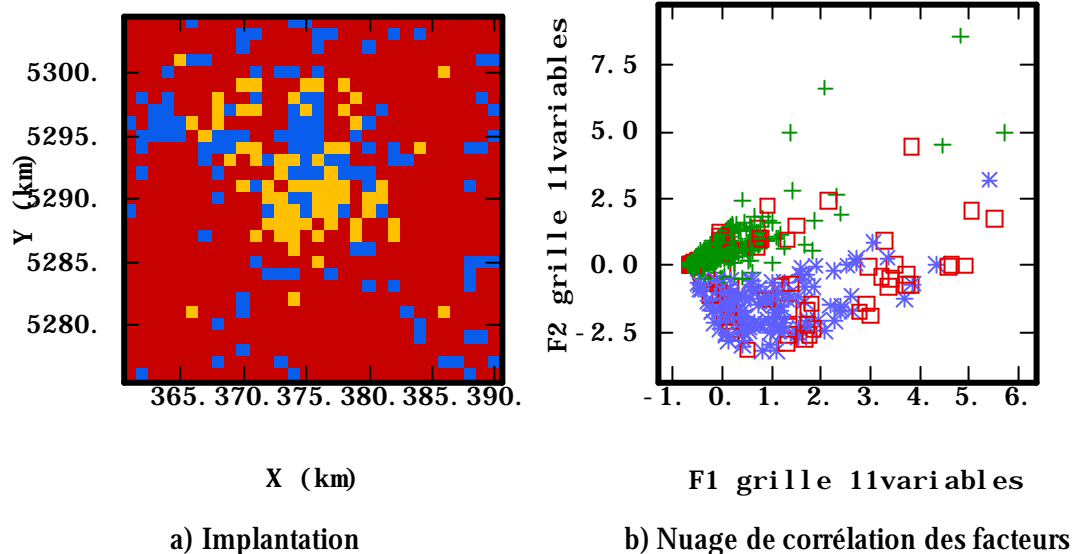 5300.
5295.
5290.
5285.
5280.
Y (km)
365. 370. 375. 380. 385. 390.
X (km)
a) Implantation
7.5
5.0
2.5
0.0
-2.5
F2 grille 11variables
-1. 0. 1. 2. 3. 4. 5. 6.
F1 grille 11variables
b) Nuage de corrélation des facteurs